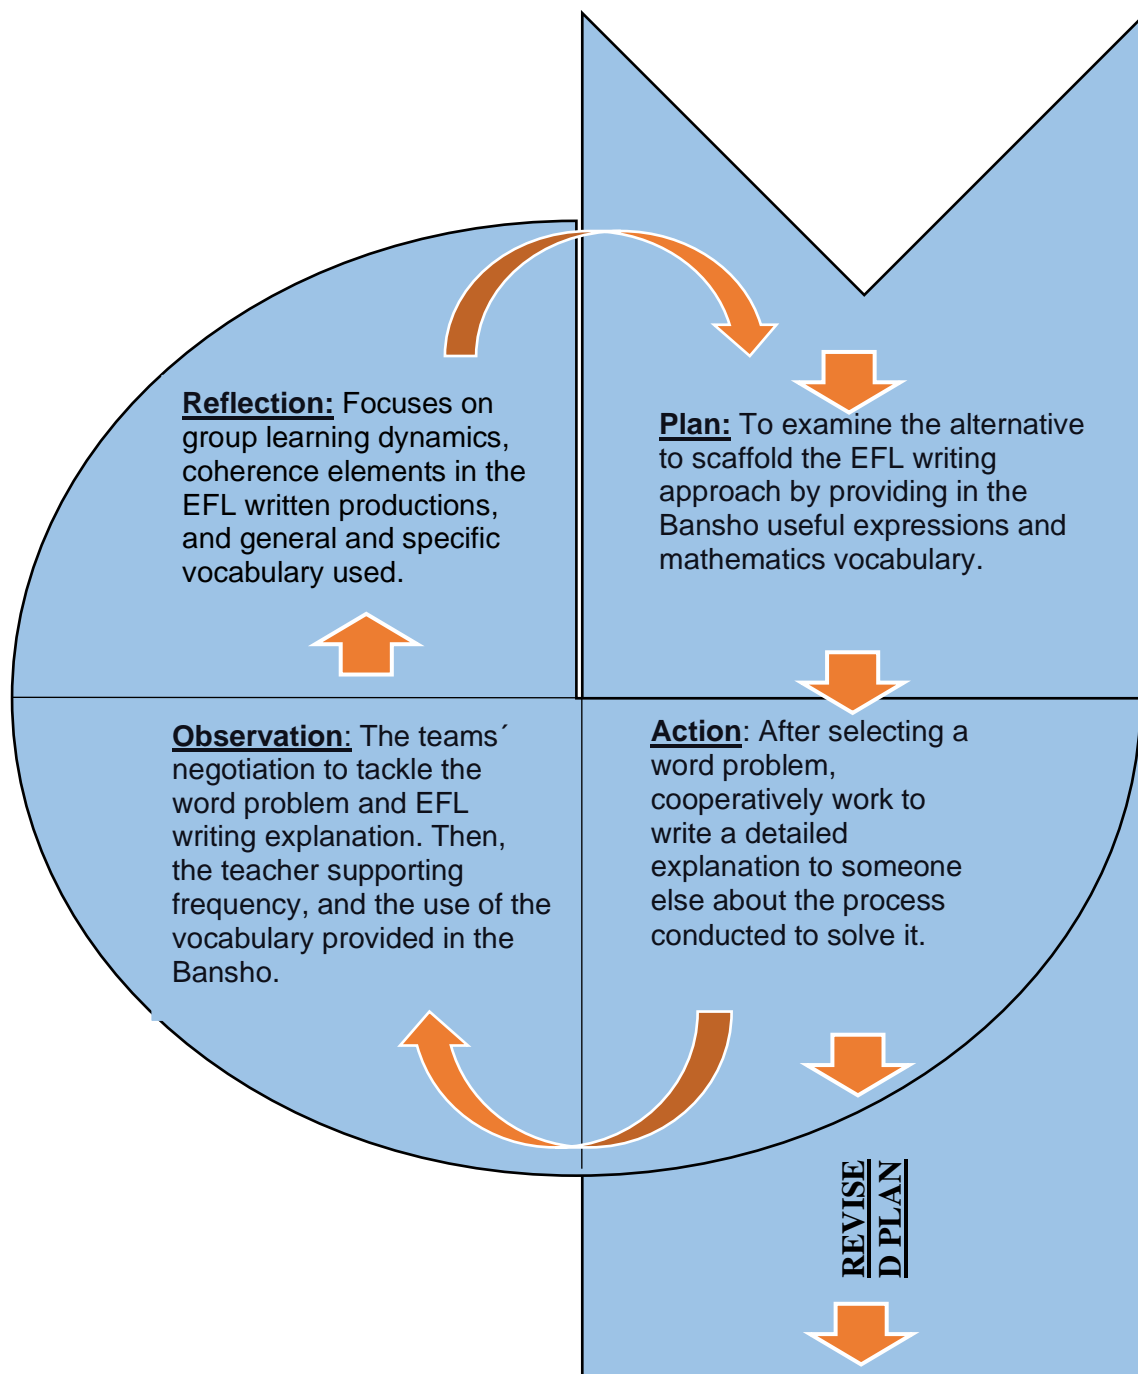 Reflection: Focuses on
group learning dynamics,
coherence elements in the
EFL written productions,
and general and specific
vocabulary used.
Plan: To examine the alternative
to scaffold the EFL writing
approach by providing in the
Bansho useful expressions and
mathematics vocabulary.
Observation: The teams´
negotiation to tackle the
word problem and EFL
writing explanation. Then,
the teacher supporting
frequency, and the use of the
vocabulary provided in the
Bansho.
Action: After selecting a
word problem,
cooperatively work to
write a detailed
explanation to someone
else about the process
conducted to solve it.
REVISE
D PLAN